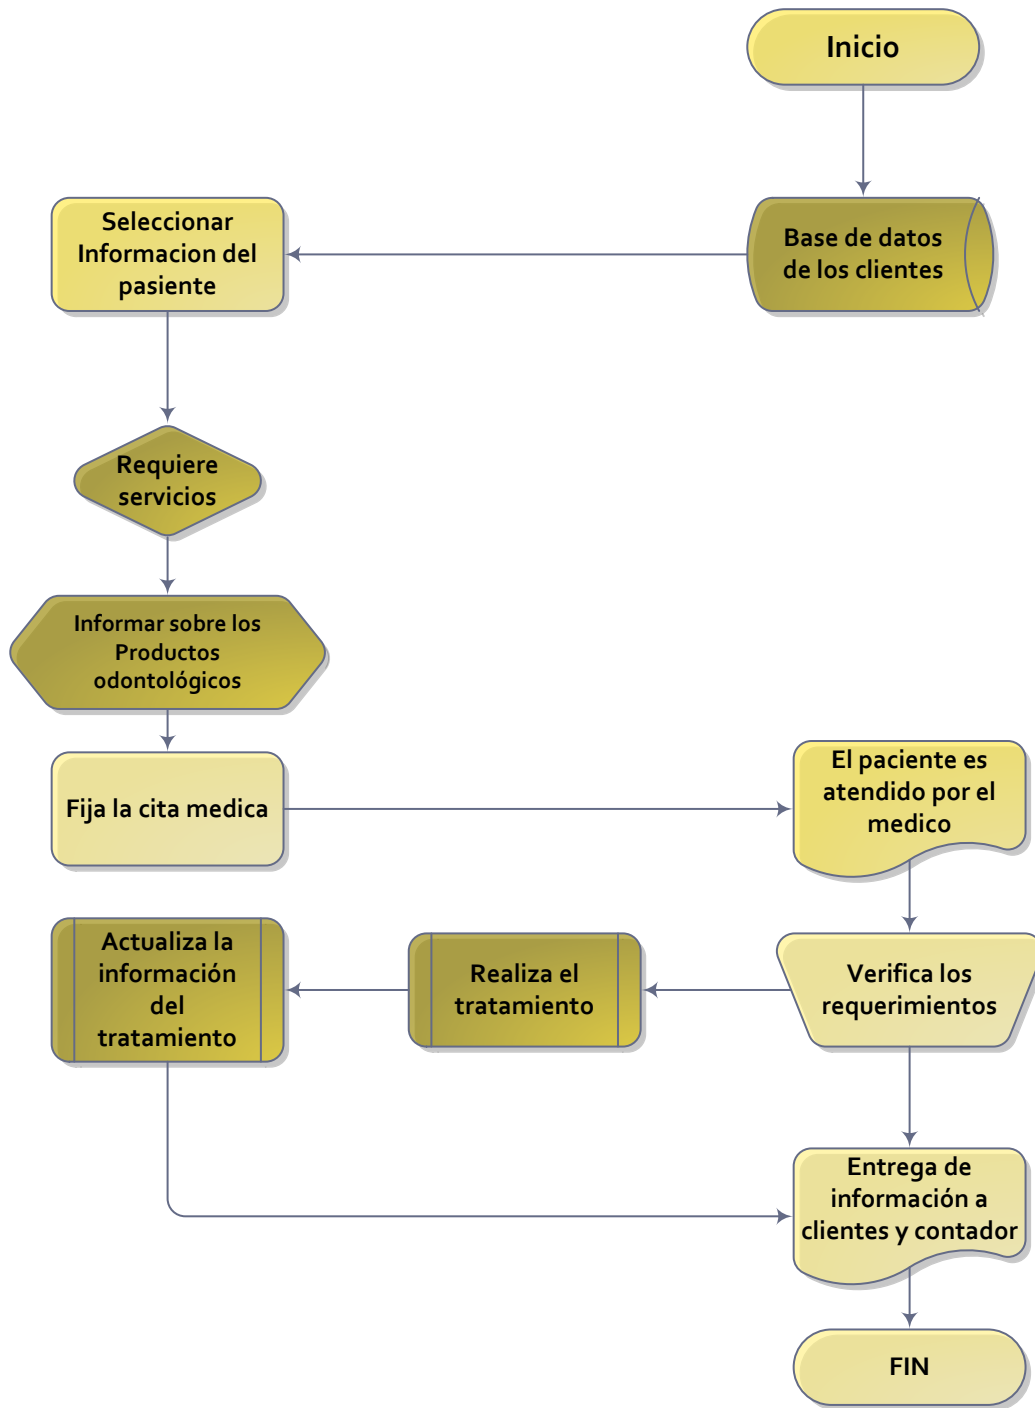 Inicio
Base de datos
de los clientes
Seleccionar
Informacion del
pasiente
Requiere
servicios
Informar sobre los
Productos
odontológicos
Fija la cita medica
El paciente es
atendido por el
medico
Verifica los
requerimientos
Realiza el
tratamiento
Actualiza la
información
del
tratamiento
Entrega de
información a
clientes y contador
FIN